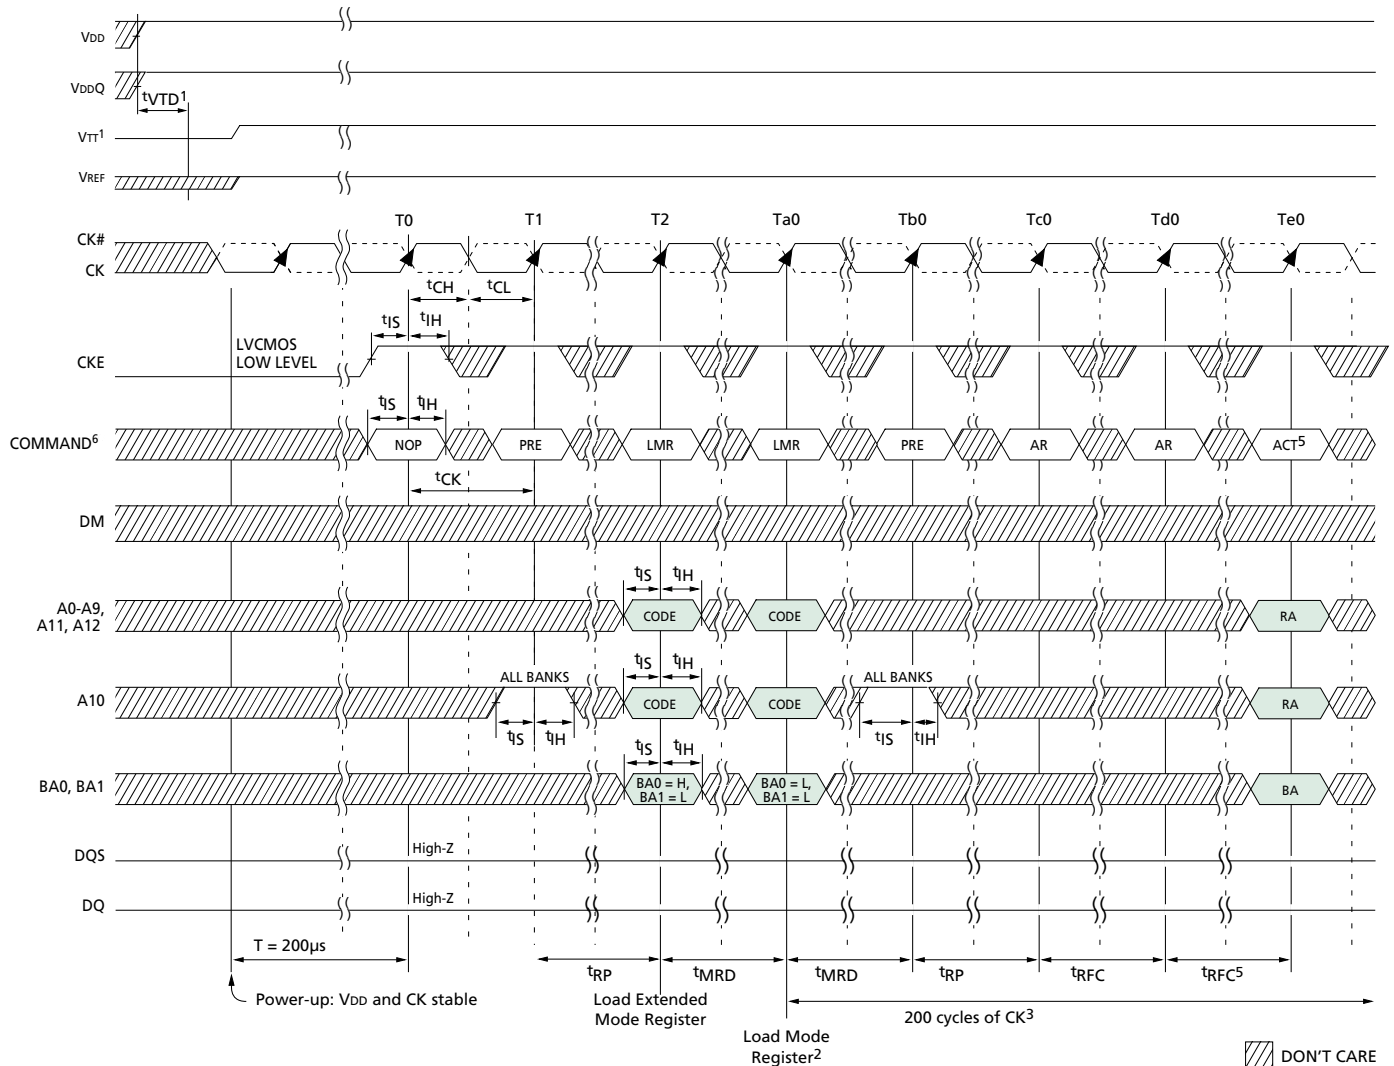 VDD
VDDQ
tVTD1
VTT1
VREF
T0 T1 T2 Ta0 Tb0 Tc0 Td0 Te0
CK#
CK
tCH tCL
tIS tIH
LVCMOS
LOW LEVEL
CKE
tIS tIH
COMMAND6 NOP PRE LMR LMR PRE AR AR ACT5
tCK
DM
tIS tIH
A0-A9,
A11, A12
CODE CODE RA
tIS tIH
ALL BANKS ALL BANKS
A10 CODE CODE RA
tIS tIH tIS tIH
tIS tIH
BA0, BA1
BA0 = H,
BA1 = L
BA0 = L,
BA1 = L
BA
DQS High-Z
DQ High-Z
T = 200µs
tRP tMRD tMRD tRP tRFC tRFC5
Power-up: VDD and CK stable
Load Extended
Mode Register
200 cycles of CK3
Load Mode
Register2
DON'T CARE